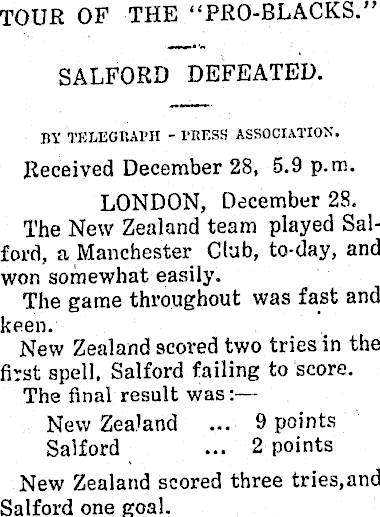 TOUR OF THE "PRO-BLACKS."
SALFORD DEFEATED.
BY TELEGRAPH - PRESS ASSOCIATION.
Received December 28, 5.9 p.m.
LONDON, December 28.
The New Zealand team played Sal-
ford, a Manchester Club, to-day, and
won somewhat easily.
The game throughout was fast and
keen.
New Zealand scored two tries in the
first spell, Salford failing to score.
The final result was:—
New Zealand ... 9 points
Salford ... 2 points
New Zealand scored three tries, and
Salford one goal.